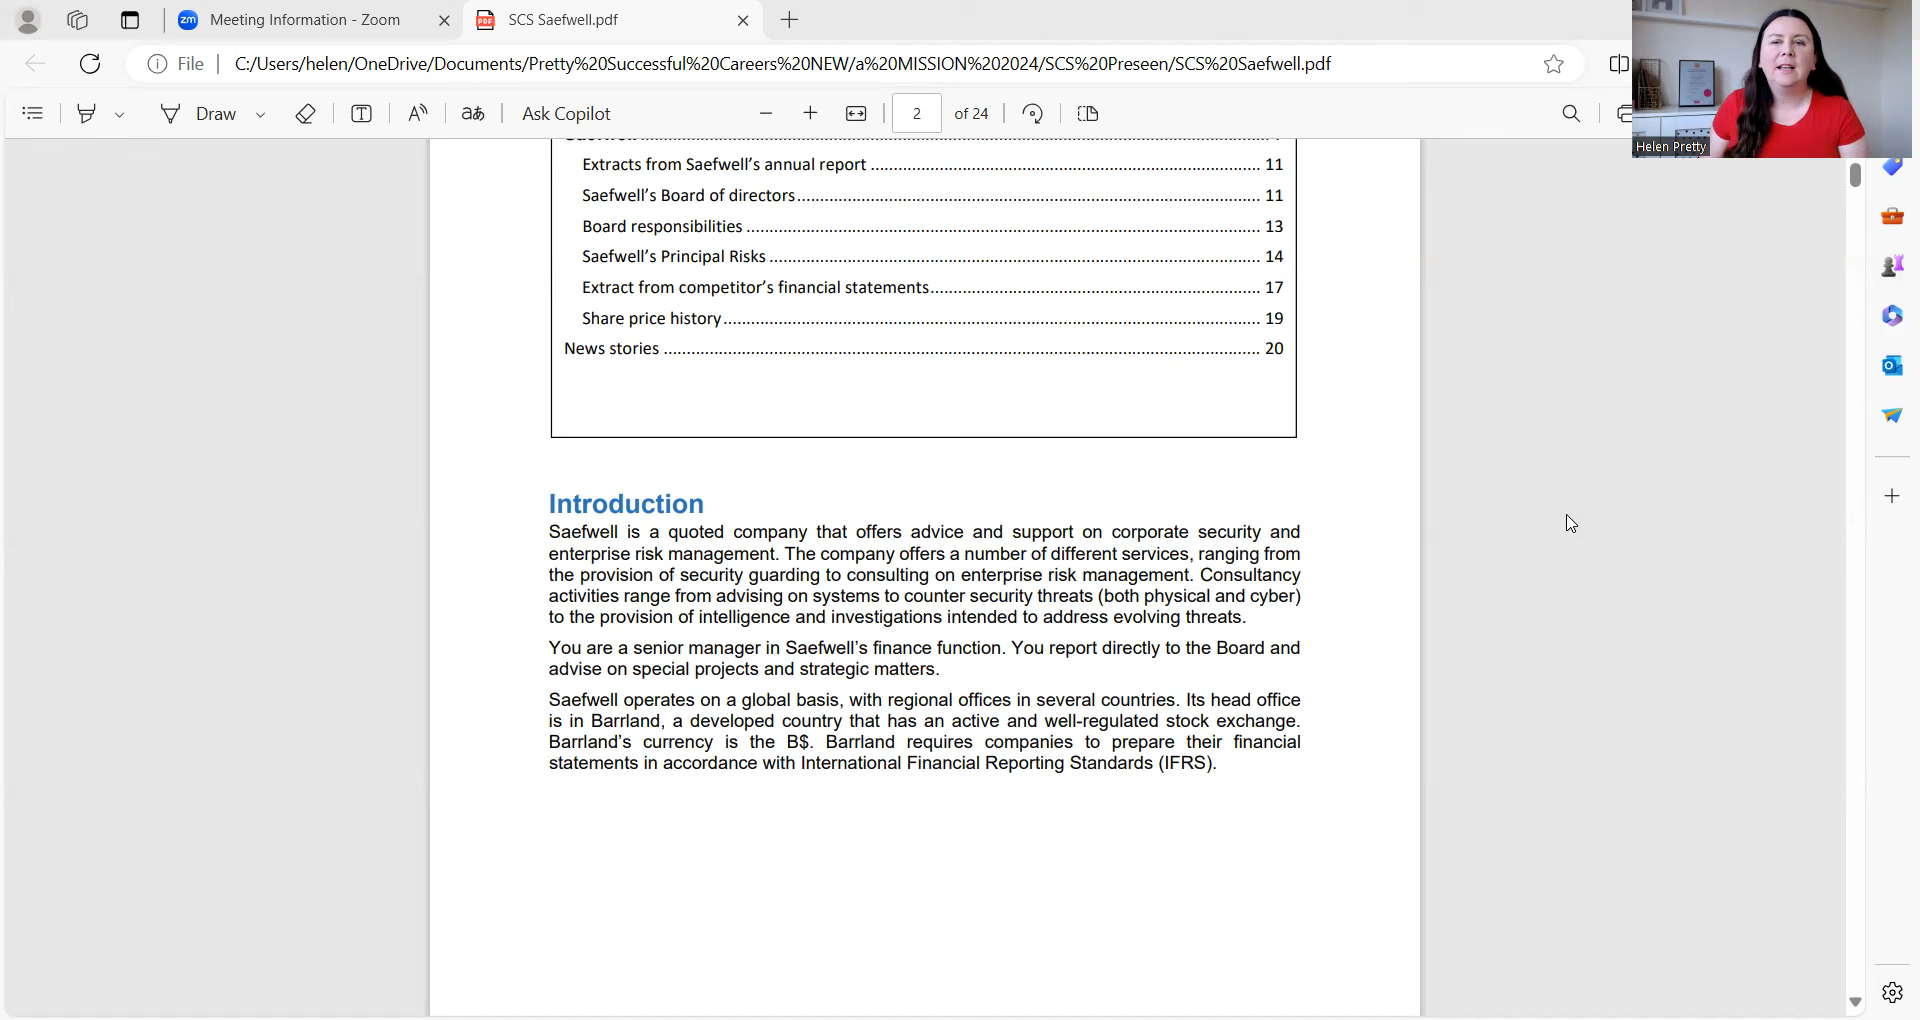 Meeting Information - Zoom
SCS Saefwell.pdf
File
C:/Users/helen/OneDrive/Documents/Pretty%20Successful%20Careers%20NEW/a%20MISSION%202024/SCS%20Preseen/SCS%20Saefwell.pdf
Draw
Ask Copilot
2 of 24
Helen Pretty
Extracts from Saefwell's annual report 11
Saefwell's Board of directors 11
Board responsibilities 13
Saefwell's Principal Risks 14
Extract from competitor's financial statements 17
Share price history 19
News stories 20
Introduction
Saefwell is a quoted company that offers advice and support on corporate security and
enterprise risk management. The company offers a number of different services, ranging from
the provision of security guarding to consulting on enterprise risk management. Consultancy
activities range from advising on systems to counter security threats (both physical and cyber)
to the provision of intelligence and investigations intended to address evolving threats.
You are a senior manager in Saefwell's finance function. You report directly to the Board and
advise on special projects and strategic matters.
Saefwell operates on a global basis, with regional offices in several countries. Its head office
is in Barrland, a developed country that has an active and well-regulated stock exchange.
Barrland's currency is the B$. Barrland requires companies to prepare their financial
statements in accordance with International Financial Reporting Standards (IFRS).